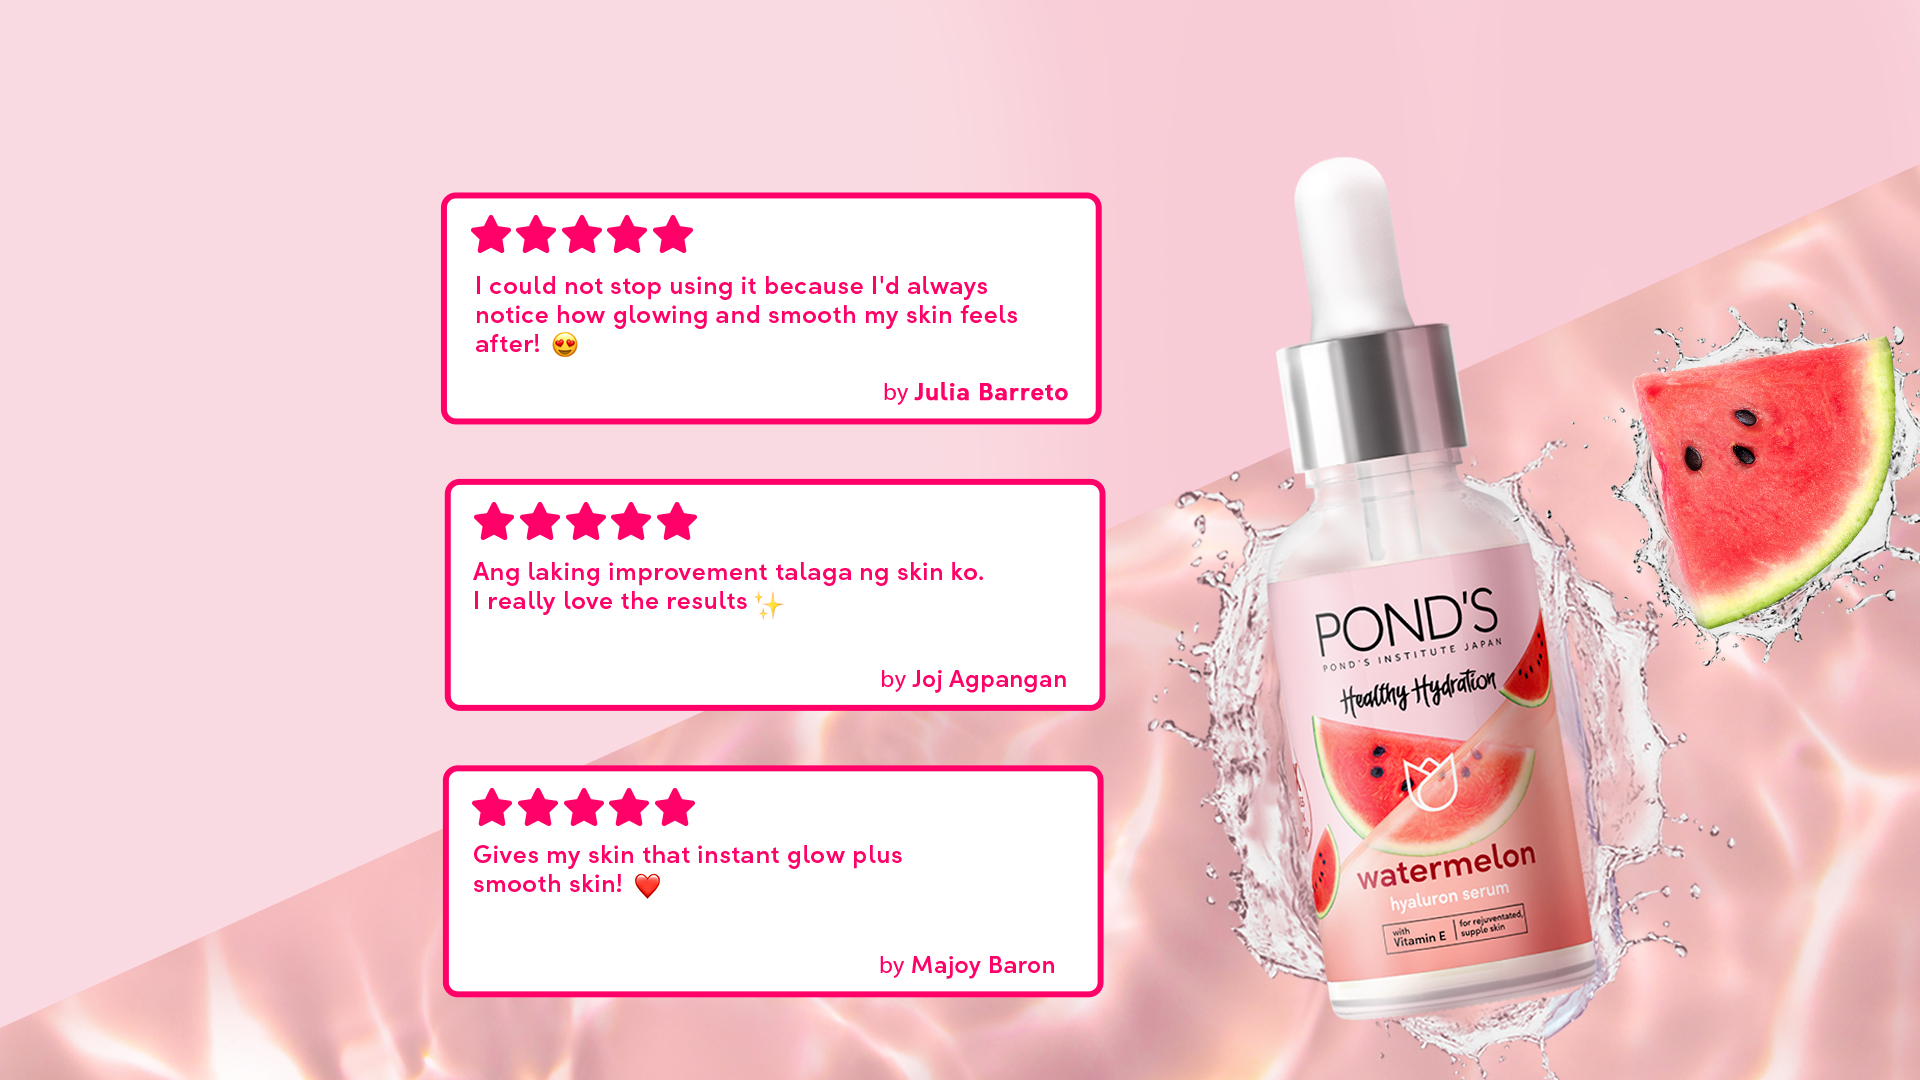 I could not stop using it because I'd always
notice how glowing and smooth my skin feels
after! 😍
by Julia Barreto
Ang laking improvement talaga ng skin ko.
I really love the results ✨
by Joj Agpangan
Gives my skin that instant glow plus
smooth skin! ❤️
by Majoy Baron
POND'S
POND'S INSTITUTE JAPAN
Healthy Hydration
watermelon
hyaluron serum
with
Vitamin E
for rejuventated,
supple skin